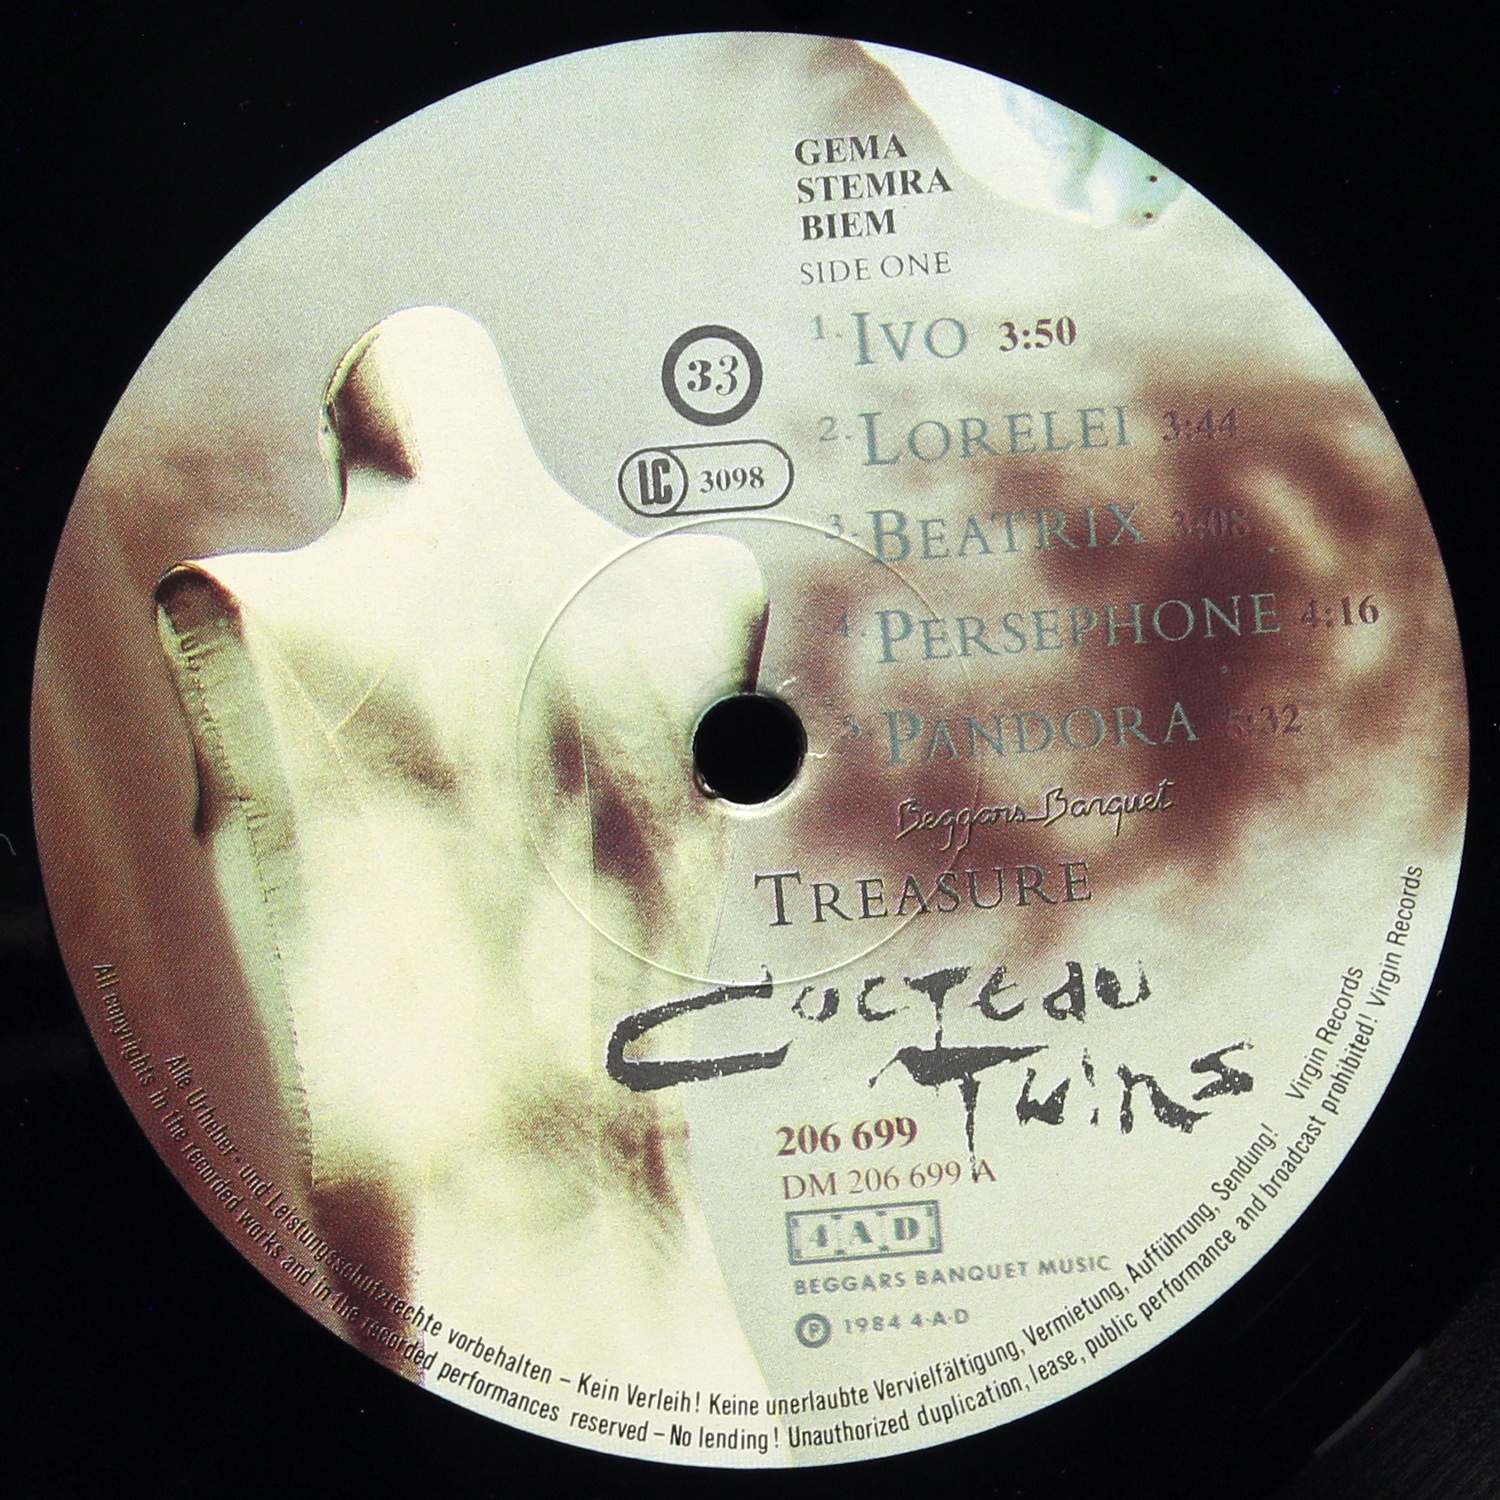 GEMA
STEMRA
BIEM
SIDE ONE
1. IVO 3:50
33
2. LORELEI 3:44
LC 3098
3. BEATRIX 3:08
4. PERSEPHONE 4:16
5. PANDORA 5:32
Beggars Banquet
TREASURE
COCTEAU
TWINS
206 699
DM 206 699 A
4AD
BEGGARS BANQUET MUSIC
℗ 1984 4·A·D
Alle Urheber- und Leistungsschutzrechte vorbehalten – Kein Verleih! Keine unerlaubte Vervielfältigung, Vermietung, Aufführung, Sendung! Virgin Records
All copyrights in the recorded works and in the recorded performances reserved – No lending! Unauthorized duplication, lease, public performance and broadcast prohibited! Virgin Records